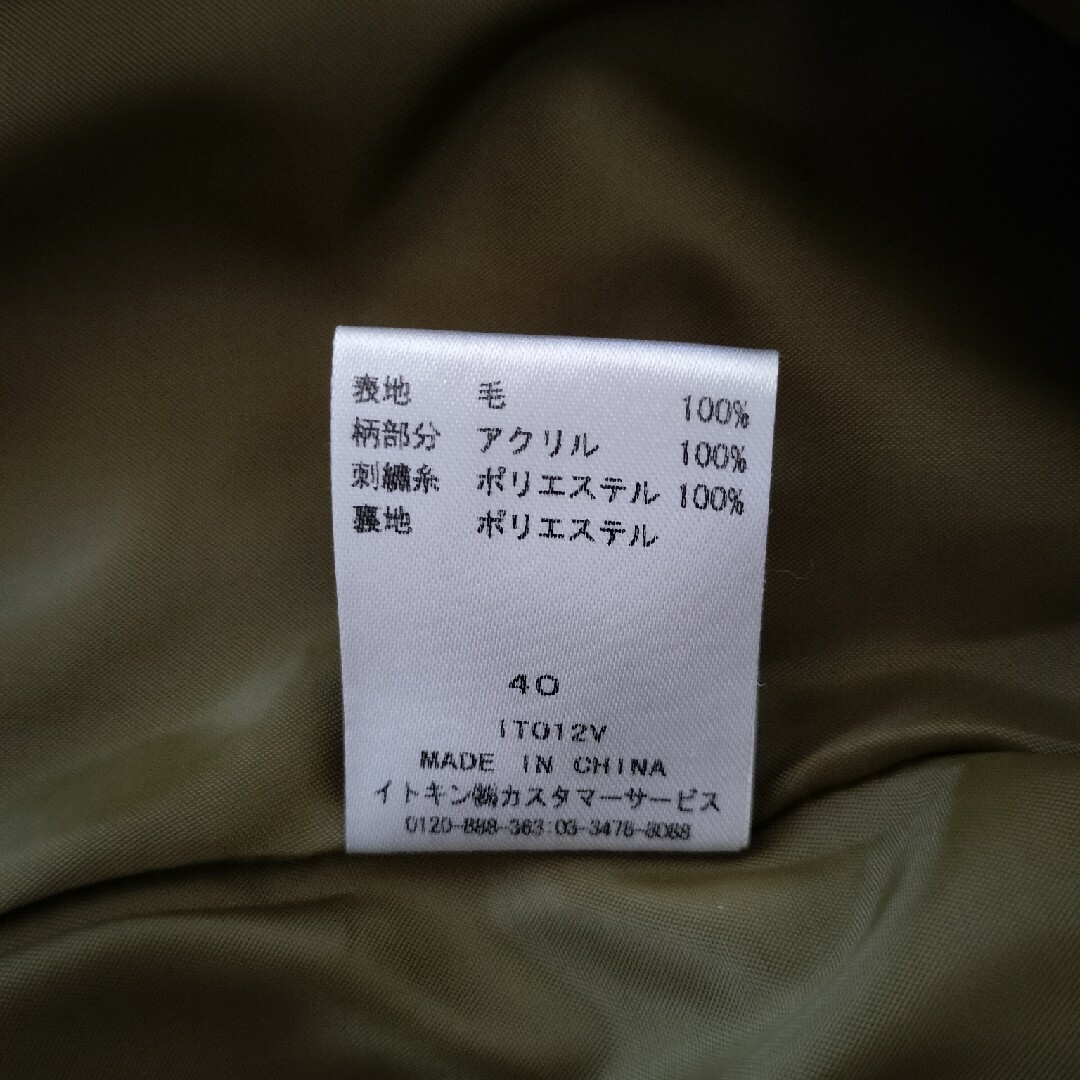 表地 毛 100%
柄部分 アクリル 100%
刺繍糸 ポリエステル 100%
裏地 ポリエステル
40
IT012V
MADE IN CHINA
イトキン㈱カスタマーサービス
0120-888-363:03-3478-8088